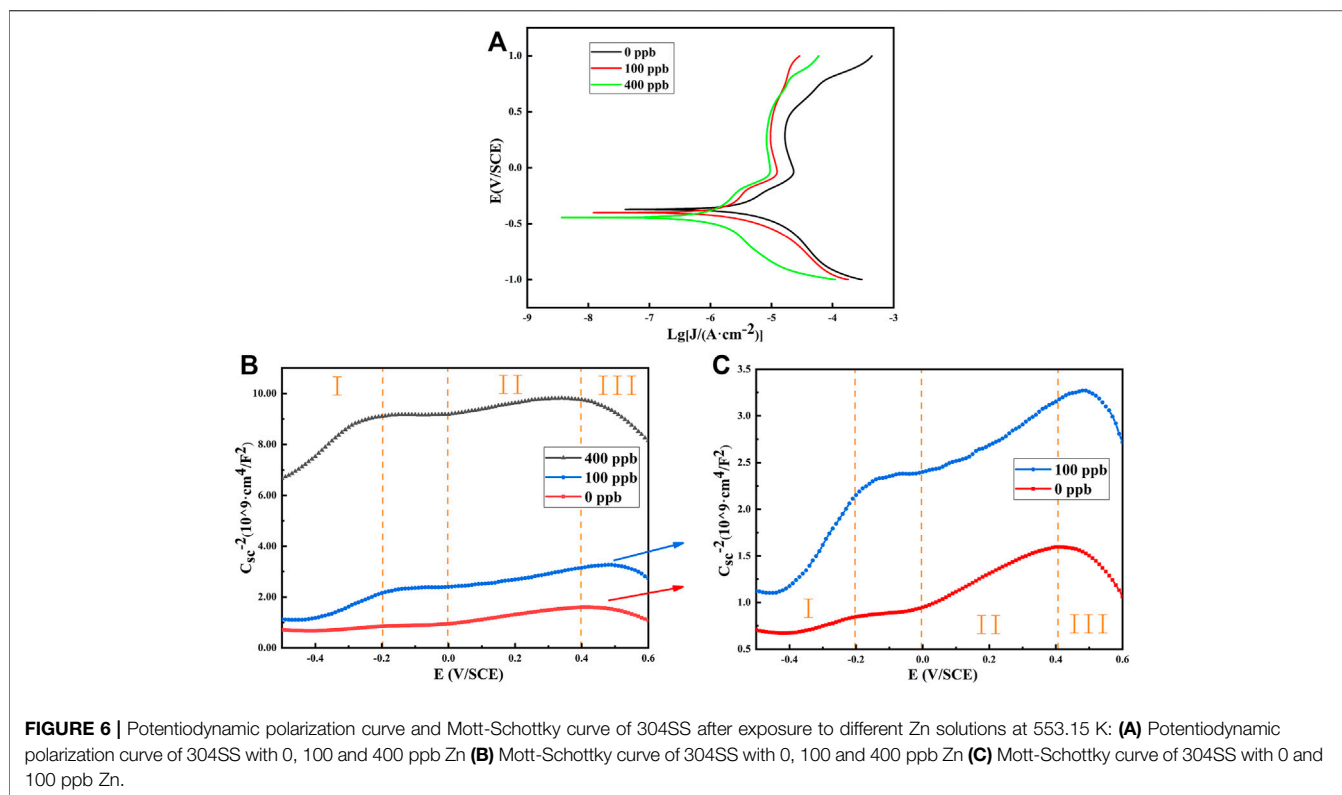 A
0 ppb
100 ppb
400 ppb
1.0
0.5
0.0
-0.5
-1.0
E(V/SCE)
-9 -8 -7 -6 -5 -4 -3
Lg[J/(A·cm⁻²)]
B
I II III
10.00
8.00
6.00
4.00
2.00
0.00
Csc⁻²(10^9·cm⁴/F²)
400 ppb
100 ppb
0 ppb
-0.4 -0.2 0.0 0.2 0.4 0.6
E (V/SCE)
C
3.5
3.0
2.5
2.0
1.5
1.0
0.5
Csc⁻²(10^9·cm⁴/F²)
100 ppb
0 ppb
I II III
-0.4 -0.2 0.0 0.2 0.4 0.6
E (V/SCE)
FIGURE 6 | Potentiodynamic polarization curve and Mott-Schottky curve of 304SS after exposure to different Zn solutions at 553.15 K: (A) Potentiodynamic
polarization curve of 304SS with 0, 100 and 400 ppb Zn (B) Mott-Schottky curve of 304SS with 0, 100 and 400 ppb Zn (C) Mott-Schottky curve of 304SS with 0 and
100 ppb Zn.